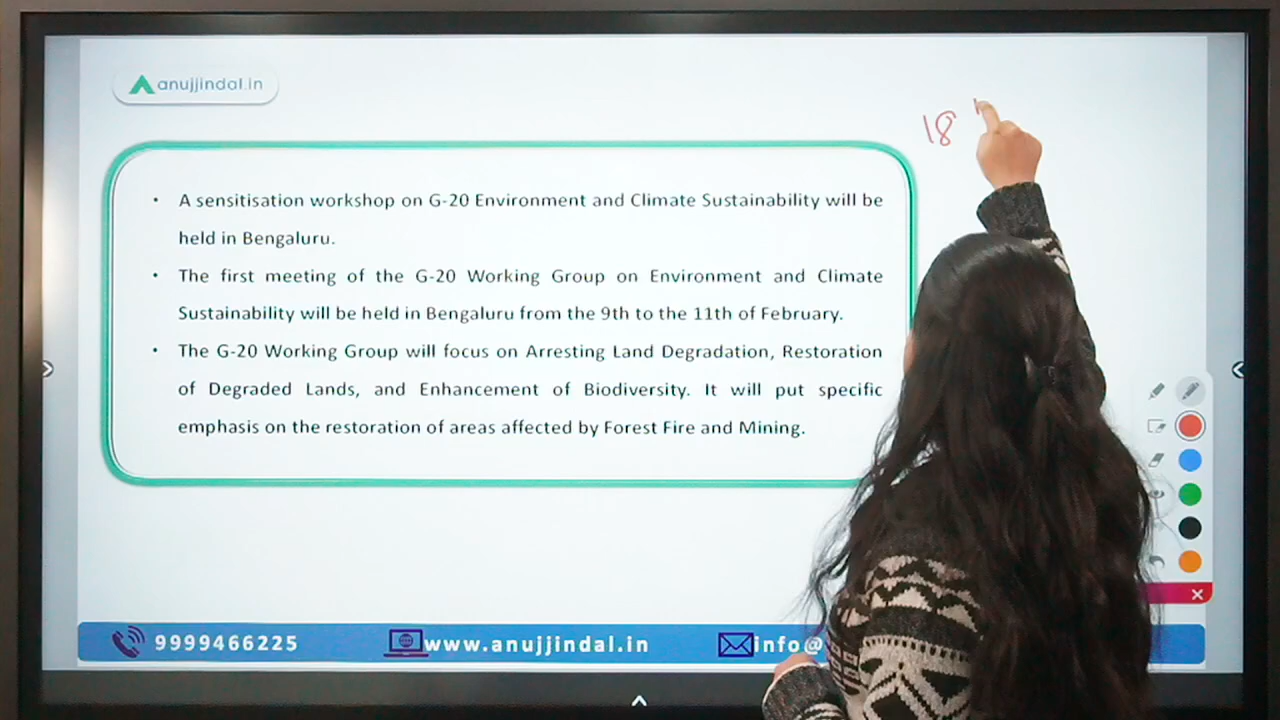 anujjindal.in
18
• A sensitisation workshop on G-20 Environment and Climate Sustainability will be
held in Bengaluru.
• The first meeting of the G-20 Working Group on Environment and Climate
Sustainability will be held in Bengaluru from the 9th to the 11th of February.
• The G-20 Working Group will focus on Arresting Land Degradation, Restoration
of Degraded Lands, and Enhancement of Biodiversity. It will put specific
emphasis on the restoration of areas affected by Forest Fire and Mining.
9999466225 www.anujjindal.in info@